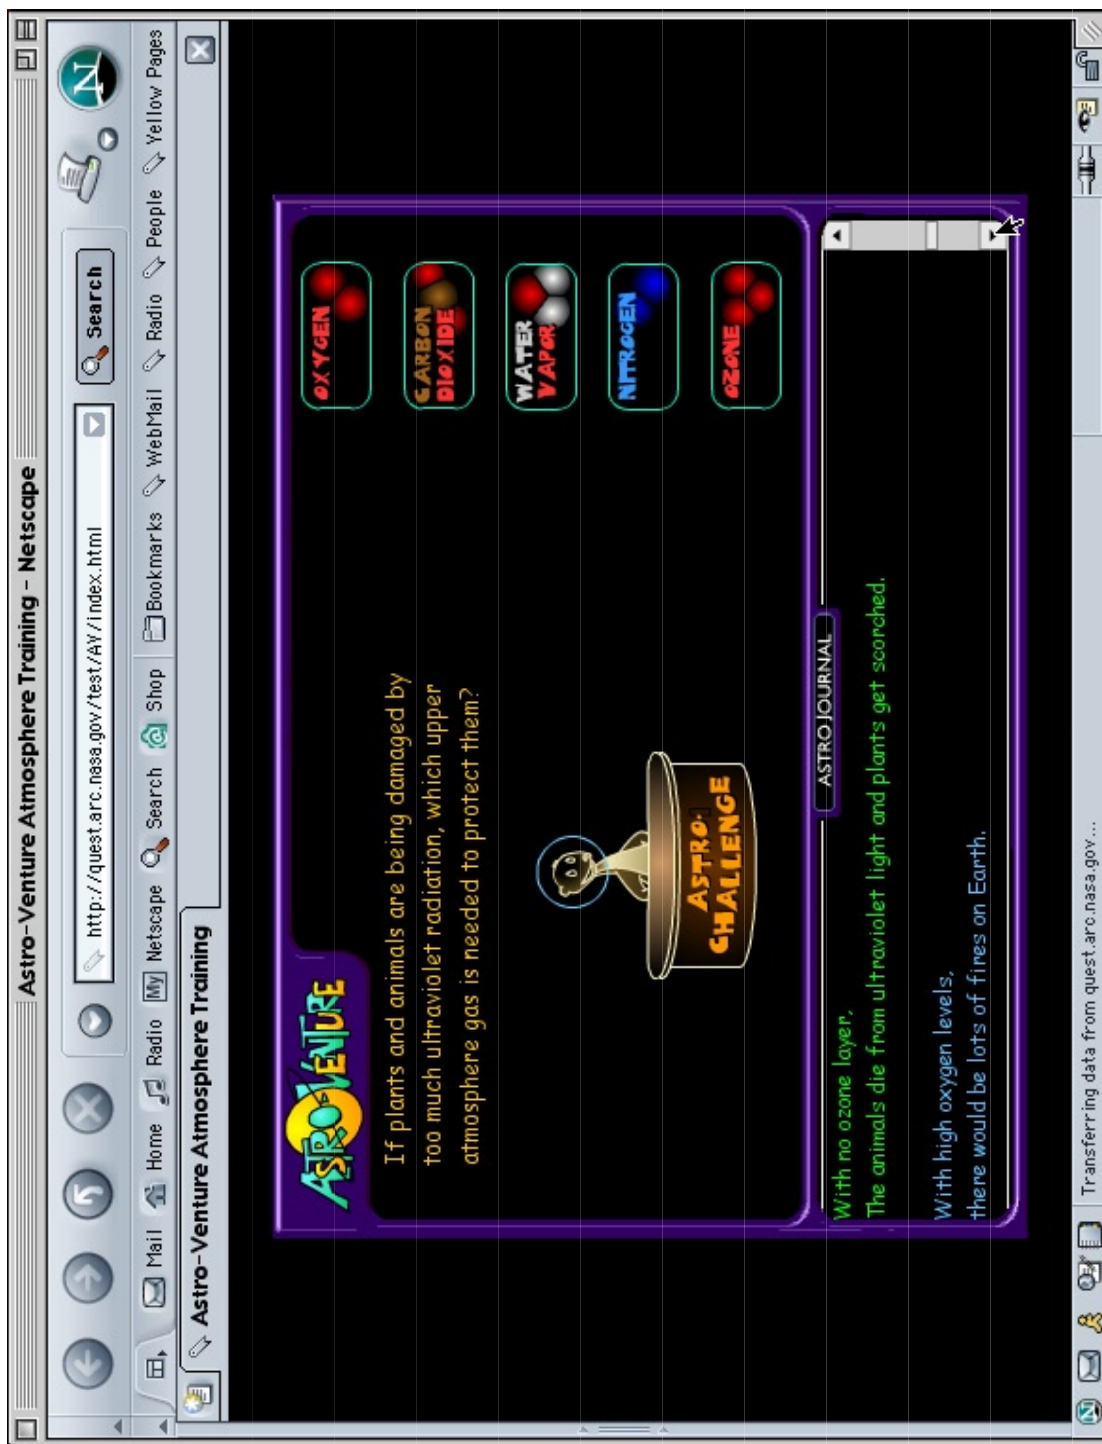 Astro-Venture Atmosphere Training - Netscape
http://quest.arc.nasa.gov/test/AV/index.html
Search
N
Mail Home Radio My Netscape Search Shop Bookmarks WebMail Radio People Yellow Pages
Astro-Venture Atmosphere Training
ASTRO-VENTURE
If plants and animals are being damaged by
too much ultraviolet radiation, which upper
atmosphere gas is needed to protect them?
OXYGEN
CARBON
DIOXIDE
WATER
VAPOR
NITROGEN
OZONE
ASTRO-
CHALLENGE
ASTRO JOURNAL
With no ozone layer,
The animals die from ultraviolet light and plants get scorched.
With high oxygen levels,
there would be lots of fires on Earth.
N
Transferring data from quest.arc.nasa.gov...